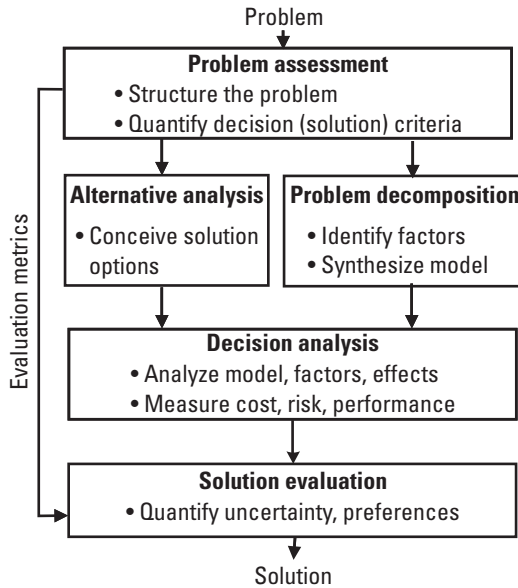 Problem
Problem assessment
• Structure the problem
• Quantify decision (solution) criteria
Alternative analysis
• Conceive solution
options
Problem decomposition
• Identify factors
• Synthesize model
Evaluation metrics
Decision analysis
• Analyze model, factors, effects
• Measure cost, risk, performance
Solution evaluation
• Quantify uncertainty, preferences
Solution